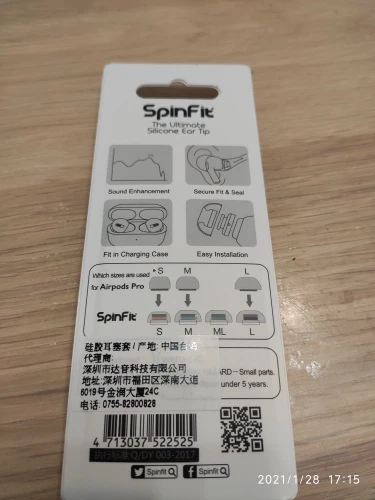 SpinFit
The Ultimate
Silicone Ear Tip
Sound Enhancement
Secure Fit & Seal
Fit in Charging Case
Easy Installation
Which sizes are used
for Airpods Pro
S M L
SpinFit
S M ML L
硅胶耳塞套 / 产地: 中国台
代理商:
深圳市达音科技有限公司
地址:深圳市福田区深南大道
6019号金润大厦24C
电话: 0755-82800828
ARD-Small parts.
under 5 years.
4 713037 522525
执行标准:Q/DY 003-2017
Spinfit
Spinfit
2021/1/28 17:15